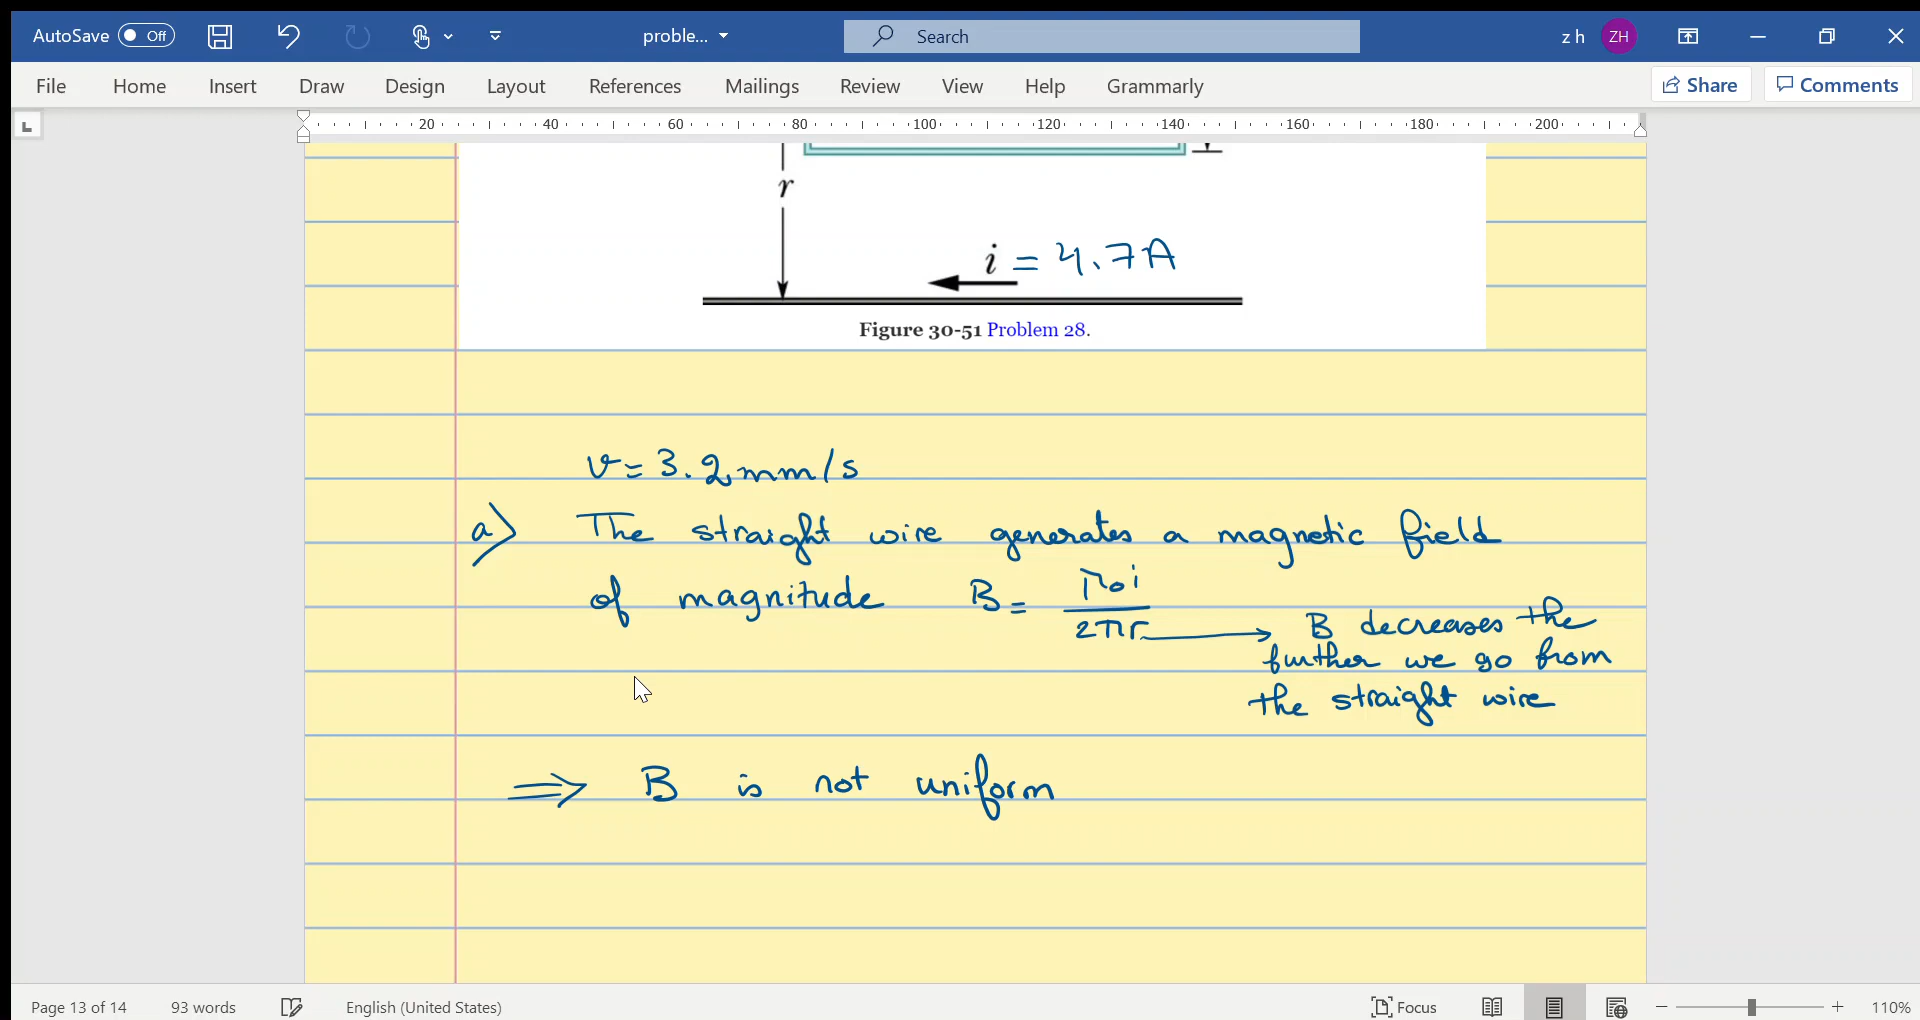 AutoSave Off proble... Search z h ZH
File Home Insert Draw Design Layout References Mailings Review View Help Grammarly Share Comments
20 40 60 80 100 120 140 160 180 200
r
i = 4.7A
Figure 30-51 Problem 28.
v = 3.2 mm/s
a) The straight wire generates a magnetic field
of magnitude B = μ₀i / 2πr → B decreases the
further we go from
the straight wire
⇒ B is not uniform
Page 13 of 14 93 words English (United States) Focus 110%